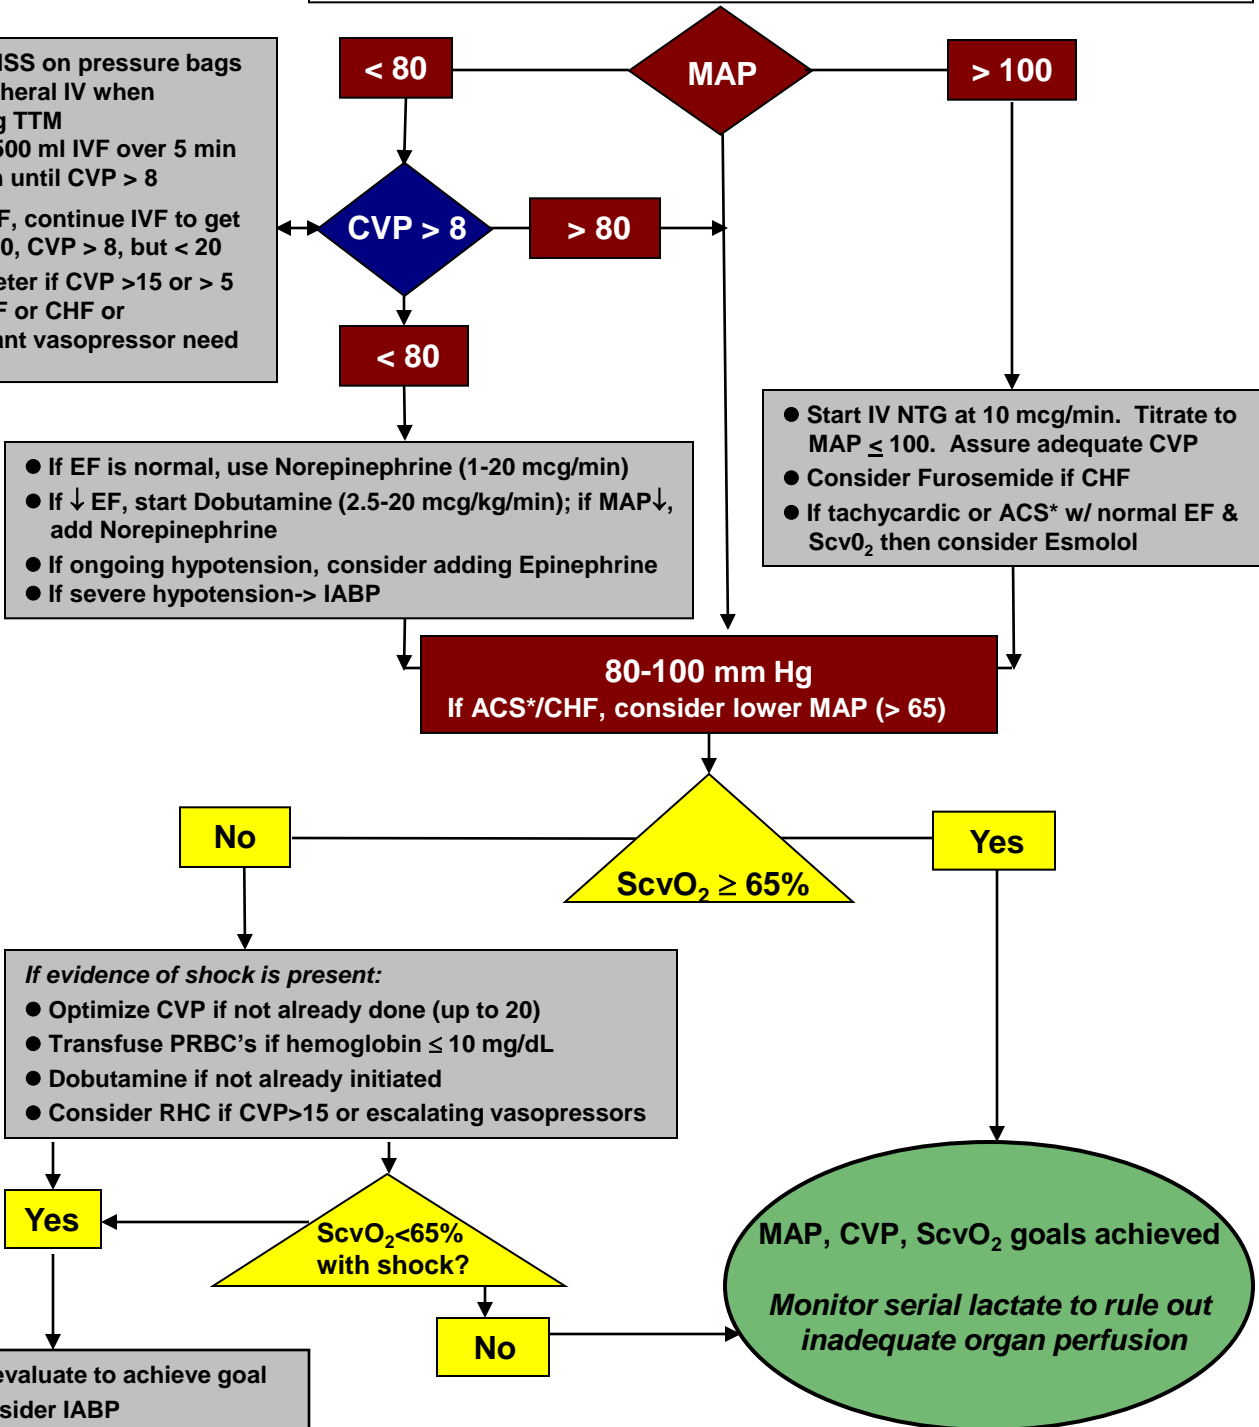 MAP
< 80
> 100
NSS on pressure bags
heral IV when
g TTM
500 ml IVF over 5 min
n until CVP > 8
F, continue IVF to get
0, CVP > 8, but < 20
eter if CVP >15 or > 5
F or CHF or
ant vasopressor need
CVP > 8
> 80
< 80
● If EF is normal, use Norepinephrine (1-20 mcg/min)
● If ↓ EF, start Dobutamine (2.5-20 mcg/kg/min); if MAP↓,
add Norepinephrine
● If ongoing hypotension, consider adding Epinephrine
● If severe hypotension-> IABP
● Start IV NTG at 10 mcg/min. Titrate to
MAP ≤ 100. Assure adequate CVP
● Consider Furosemide if CHF
● If tachycardic or ACS* w/ normal EF &
Scv0₂ then consider Esmolol
80-100 mm Hg
If ACS*/CHF, consider lower MAP (> 65)
No
ScvO₂ ≥ 65%
Yes
If evidence of shock is present:
● Optimize CVP if not already done (up to 20)
● Transfuse PRBC's if hemoglobin ≤ 10 mg/dL
● Dobutamine if not already initiated
● Consider RHC if CVP>15 or escalating vasopressors
Yes
ScvO₂<65%
with shock?
No
MAP, CVP, ScvO₂ goals achieved
Monitor serial lactate to rule out
inadequate organ perfusion
evaluate to achieve goal
sider IABP